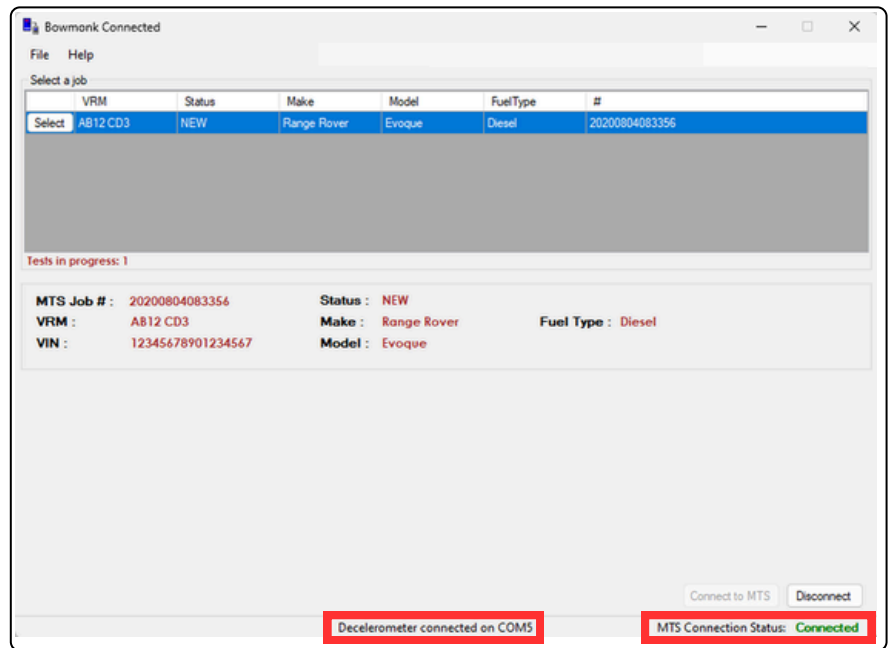 Bowmonk Connected
File Help
Select a job
VRM Status Make Model FuelType #
Select AB12 CD3 NEW Range Rover Evoque Diesel 20200804083356
Tests in progress: 1
MTS Job # : 20200804083356 Status : NEW
VRM : AB12 CD3 Make : Range Rover Fuel Type : Diesel
VIN : 12345678901234567 Model : Evoque
Connect to MTS Disconnect
Decelerometer connected on COM5 MTS Connection Status: Connected